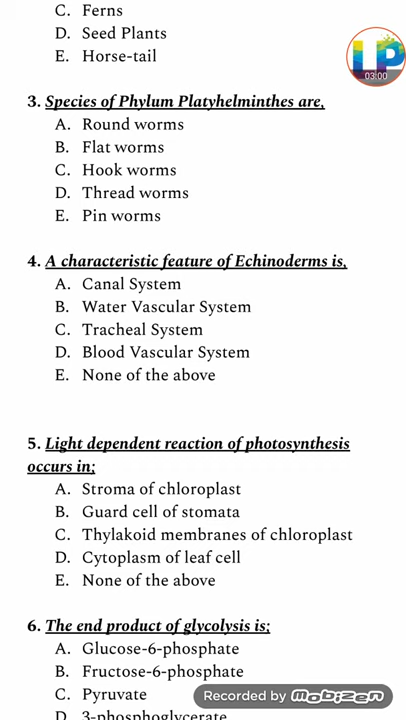 C. Ferns
D. Seed Plants
E. Horse-tail
LP
03:00
3. Species of Phylum Platyhelminthes are,
A. Round worms
B. Flat worms
C. Hook worms
D. Thread worms
E. Pin worms
4. A characteristic feature of Echinoderms is,
A. Canal System
B. Water Vascular System
C. Tracheal System
D. Blood Vascular System
E. None of the above
5. Light dependent reaction of photosynthesis
occurs in;
A. Stroma of chloroplast
B. Guard cell of stomata
C. Thylakoid membranes of chloroplast
D. Cytoplasm of leaf cell
E. None of the above
6. The end product of glycolysis is;
A. Glucose-6-phosphate
B. Fructose-6-phosphate
C. Pyruvate
Recorded by mobizen
D. 3-phosphoglycerate